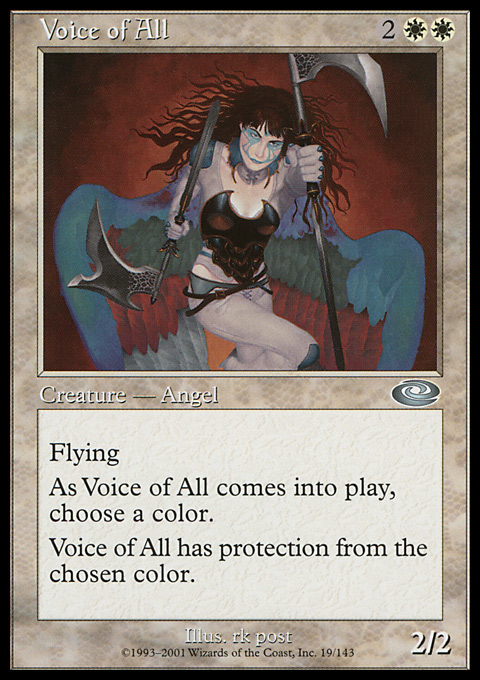 Voice of All 2
Creature — Angel
Flying
As Voice of All comes into play,
choose a color.
Voice of All has protection from the
chosen color.
Illus. rk post
©1993–2001 Wizards of the Coast, Inc. 19/143
2/2